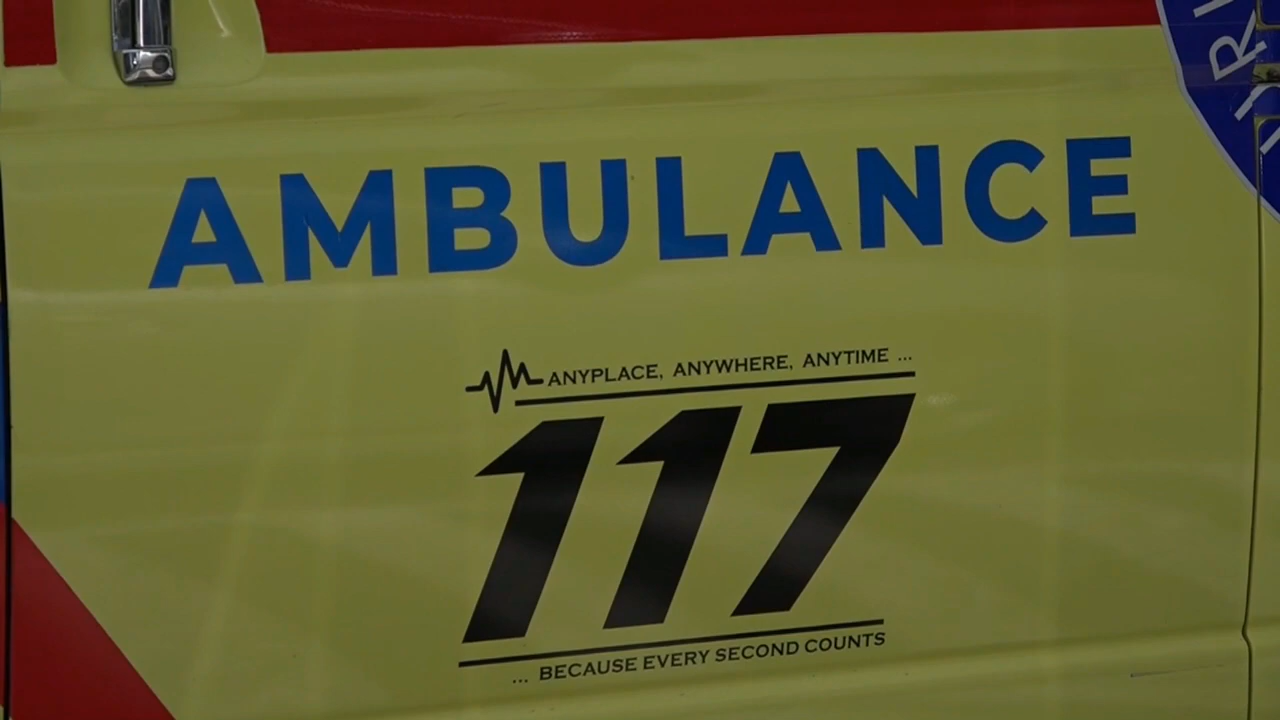 AMBULANCE
ANYPLACE, ANYWHERE, ANYTIME ...
117
... BECAUSE EVERY SECOND COUNTS